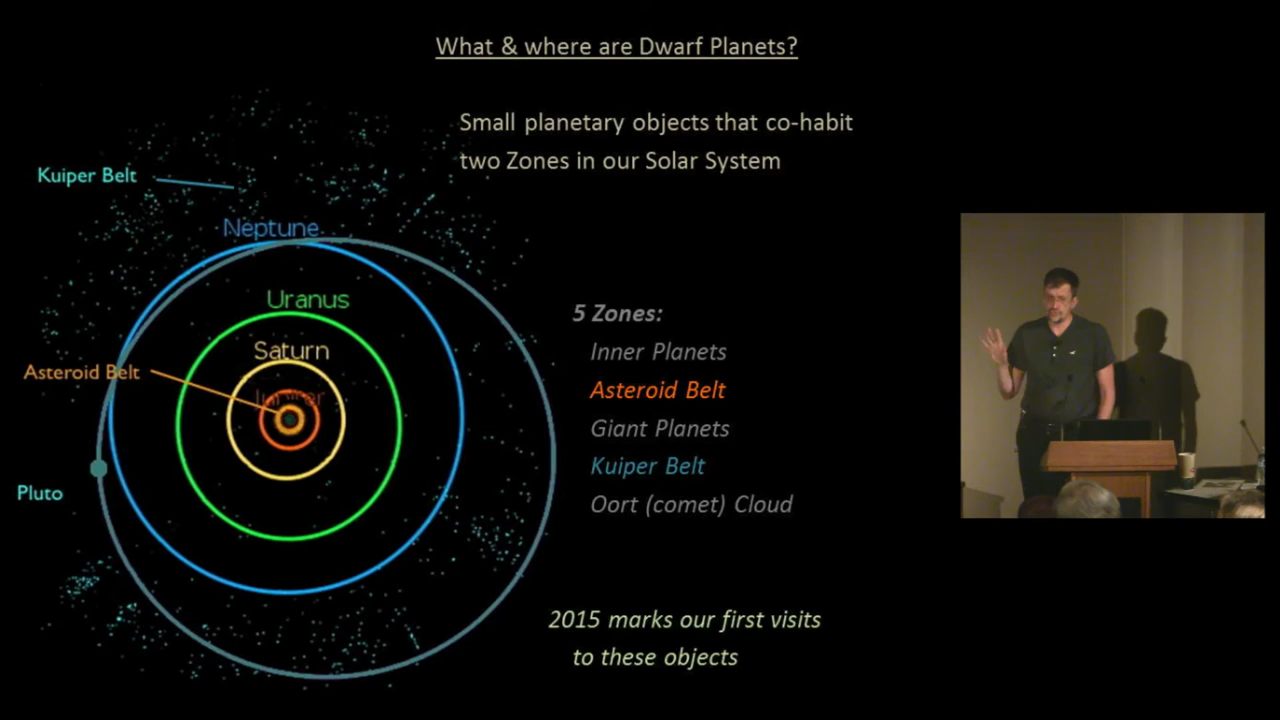 What & where are Dwarf Planets?
Small planetary objects that co-habit
two Zones in our Solar System
Kuiper Belt
Neptune
Uranus
Saturn
Asteroid Belt
Jupiter
Pluto
5 Zones:
Inner Planets
Asteroid Belt
Giant Planets
Kuiper Belt
Oort (comet) Cloud
2015 marks our first visits
to these objects